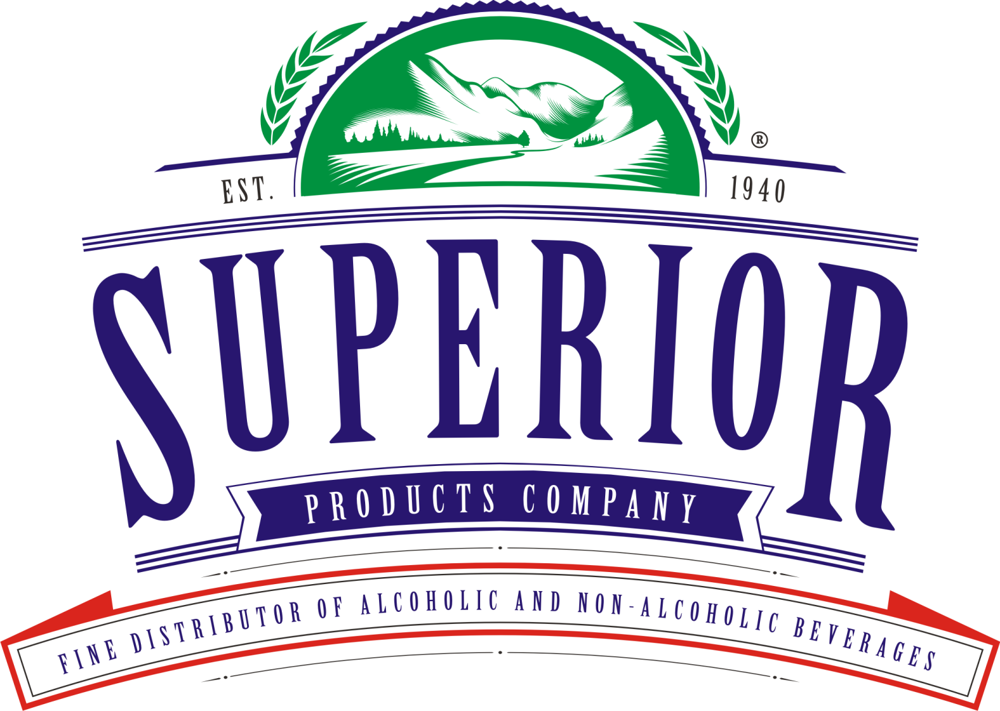 ®
EST. 1940
SUPERIOR
PRODUCTS COMPANY
FINE DISTRIBUTOR OF ALCOHOLIC AND NON-ALCOHOLIC BEVERAGES